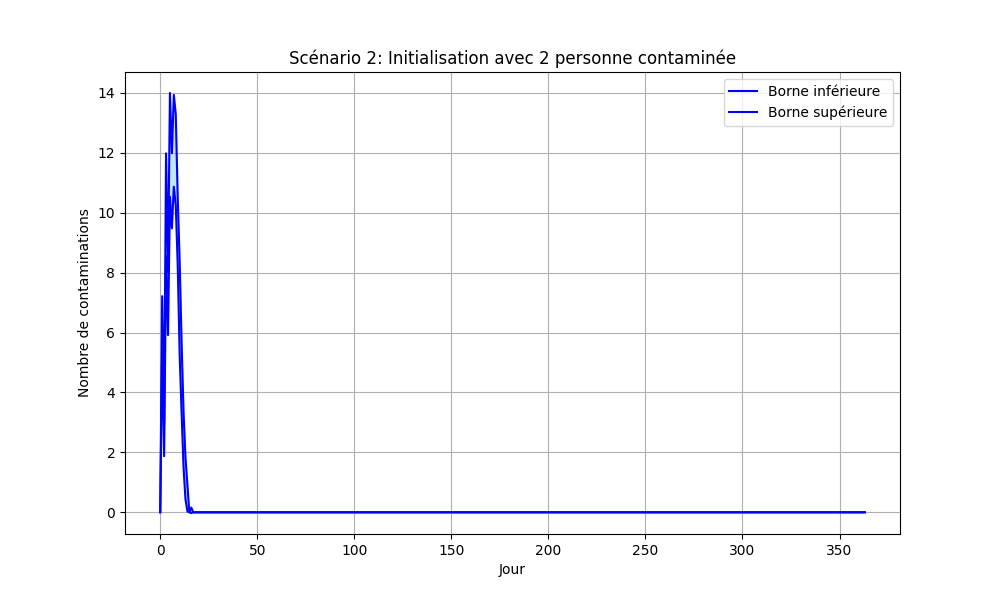 Scénario 2: Initialisation avec 2 personne contaminée
Borne inférieure
Borne supérieure
Nombre de contaminations
14
12
10
8
6
4
2
0
0 50 100 150 200 250 300 350
Jour